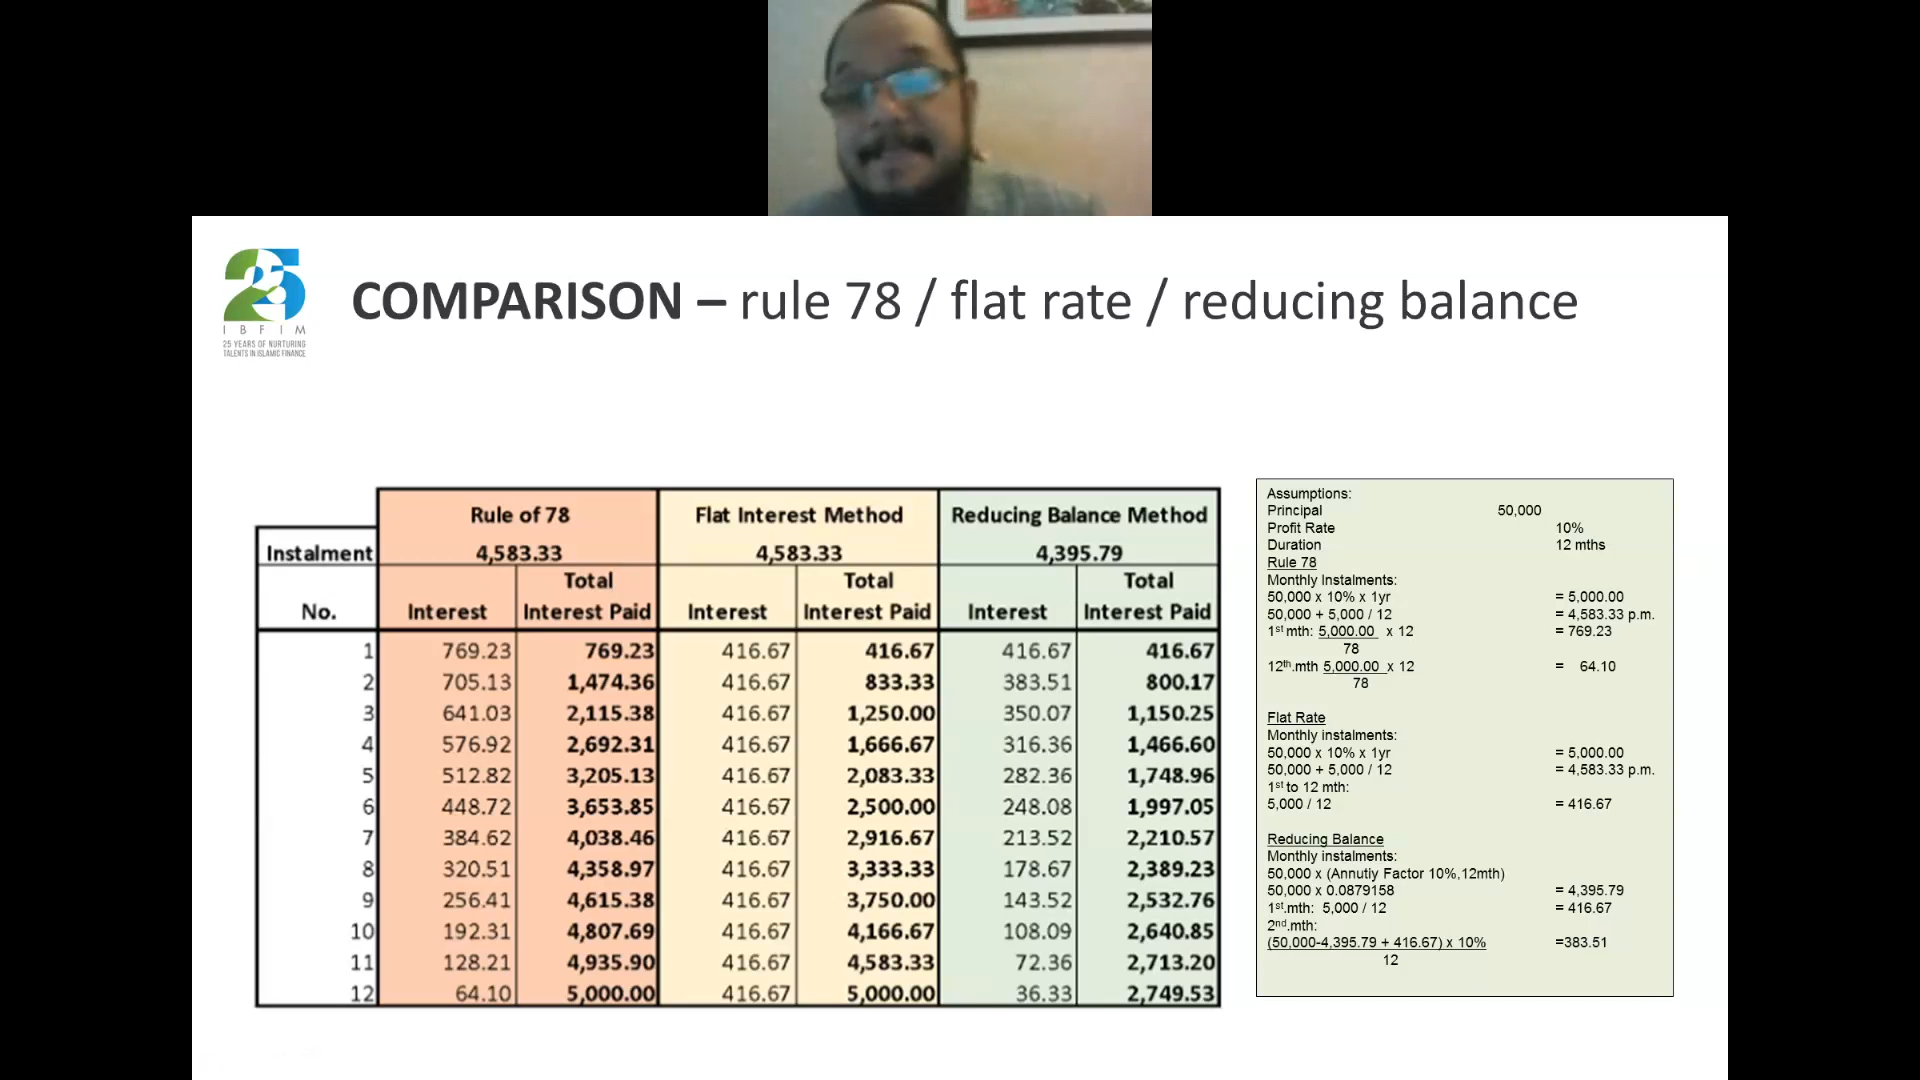 COMPARISON – rule 78 / flat rate / reducing balance
IBFIM
25 YEARS OF NURTURING
TALENTS IN ISLAMIC FINANCE
Rule of 78 Flat Interest Method Reducing Balance Method
Instalment 4,583.33 4,583.33 4,395.79
Total Total Total
No. Interest Interest Paid Interest Interest Paid Interest Interest Paid
1 769.23 769.23 416.67 416.67 416.67 416.67
2 705.13 1,474.36 416.67 833.33 383.51 800.17
3 641.03 2,115.38 416.67 1,250.00 350.07 1,150.25
4 576.92 2,692.31 416.67 1,666.67 316.36 1,466.60
5 512.82 3,205.13 416.67 2,083.33 282.36 1,748.96
6 448.72 3,653.85 416.67 2,500.00 248.08 1,997.05
7 384.62 4,038.46 416.67 2,916.67 213.52 2,210.57
8 320.51 4,358.97 416.67 3,333.33 178.67 2,389.23
9 256.41 4,615.38 416.67 3,750.00 143.52 2,532.76
10 192.31 4,807.69 416.67 4,166.67 108.09 2,640.85
11 128.21 4,935.90 416.67 4,583.33 72.36 2,713.20
12 64.10 5,000.00 416.67 5,000.00 36.33 2,749.53
Assumptions:
Principal 50,000
Profit Rate 10%
Duration 12 mths
Rule 78
Monthly Instalments:
50,000 x 10% x 1yr = 5,000.00
50,000 + 5,000 / 12 = 4,583.33 p.m.
1st mth: 5,000.00 x 12 = 769.23
78
12th.mth 5,000.00 x 12 = 64.10
78
Flat Rate
Monthly instalments:
50,000 x 10% x 1yr = 5,000.00
50,000 + 5,000 / 12 = 4,583.33 p.m.
1st to 12 mth:
5,000 / 12 = 416.67
Reducing Balance
Monthly instalments:
50,000 x (Annutiy Factor 10%,12mth)
50,000 x 0.0879158 = 4,395.79
1st.mth: 5,000 / 12 = 416.67
2nd.mth:
(50,000-4,395.79 + 416.67) x 10% =383.51
12